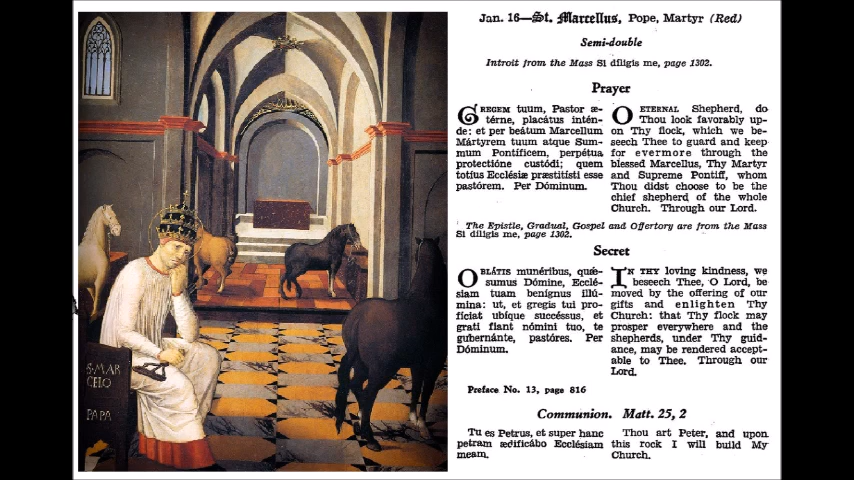 S·MAR
CELO
PAPA
Jan. 16—St. Marcellus, Pope, Martyr (Red)
Semi-double
Introit from the Mass Si díligis me, page 1302.
Prayer
GREGEM tuum, Pastor æ-
térne, placátus intén-
de: et per beátum Marcellum
Mártyrem tuum atque Sum-
mum Pontíficem, perpétua
protectióne custódi; quem
totíus Ecclésiæ præstitísti esse
pastórem. Per Dóminum.
O ETERNAL Shepherd, do
Thou look favorably up-
on Thy flock, which we be-
seech Thee to guard and keep
for evermore through the
blessed Marcellus, Thy Martyr
and Supreme Pontiff, whom
Thou didst choose to be the
chief shepherd of the whole
Church. Through our Lord.
The Epistle, Gradual, Gospel and Offertory are from the Mass
Si díligis me, page 1302.
Secret
OBLÁTIS munéribus, quǽ-
sumus Dómine, Ecclé-
siam tuam benígnus illú-
mina: ut, et gregis tui pro-
fíciat ubíque succéssus, et
grati fiant nómini tuo, te
gubernánte, pastóres. Per
Dóminum.
IN THY loving kindness, we
beseech Thee, O Lord, be
moved by the offering of our
gifts and enlighten Thy
Church: that Thy flock may
prosper everywhere and the
shepherds, under Thy guid-
ance, may be rendered accept-
able to Thee. Through our
Lord.
Preface No. 13, page 816
Communion. Matt. 25, 2
Tu es Petrus, et super hanc
petram ædificábo Ecclésiam
meam.
Thou art Peter, and upon
this rock I will build My
Church.